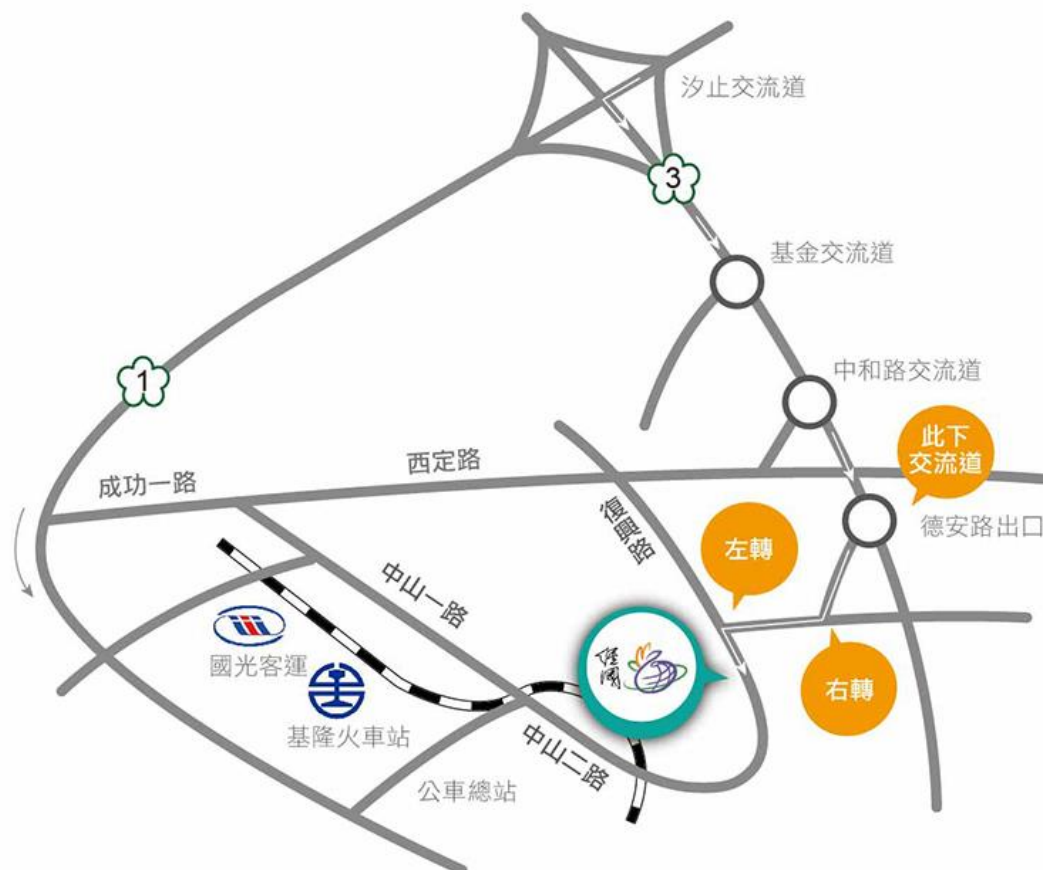 汐止交流道
3
基金交流道
1
中和路交流道
此下
交流道
西定路
成功一路
復興路
德安路出口
左轉
中山一路
國光客運
經國
右轉
基隆火車站
中山二路
公車總站